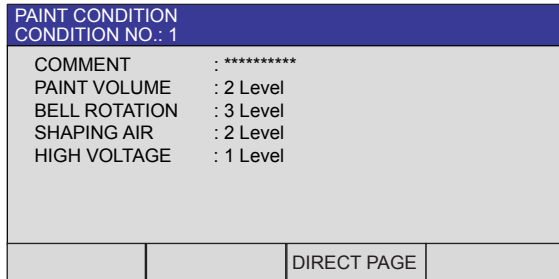 PAINT CONDITION
CONDITION NO.: 1
COMMENT : **********
PAINT VOLUME : 2 Level
BELL ROTATION : 3 Level
SHAPING AIR : 2 Level
HIGH VOLTAGE : 1 Level
DIRECT PAGE